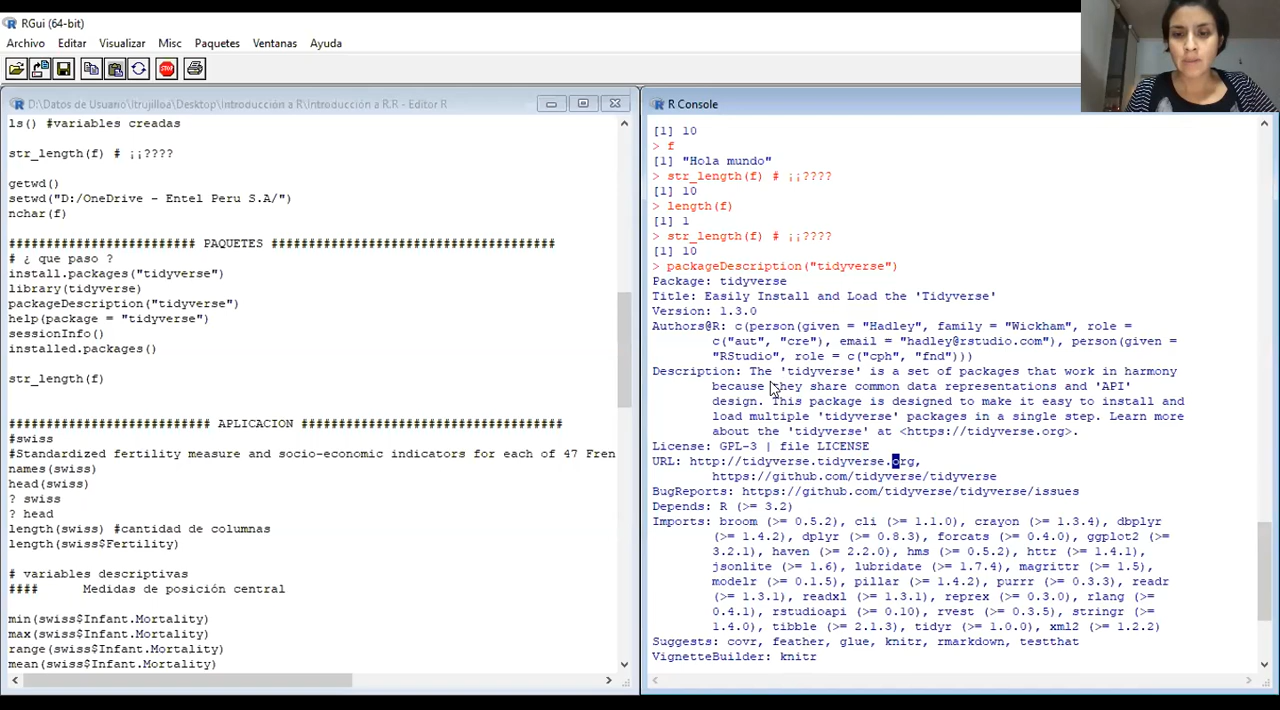 RGui (64-bit)
Archivo Editar Visualizar Misc Paquetes Ventanas Ayuda
STOP
D:\Datos de Usuario\ltrujilloa\Desktop\introducción a R\introducción a R.R - Editor R
ls() #variables creadas
str_length(f) # ¡¡????
getwd()
setwd("D:/OneDrive - Entel Peru S.A/")
nchar(f)
######################### PAQUETES ######################################
# ¿ que paso ?
install.packages("tidyverse")
library(tidyverse)
packageDescription("tidyverse")
help(package = "tidyverse")
sessionInfo()
installed.packages()
str_length(f)
########################### APLICACION ###################################
#swiss
#Standardized fertility measure and socio-economic indicators for each of 47 Fren
names(swiss)
head(swiss)
? swiss
? head
length(swiss) #cantidad de columnas
length(swiss$Fertility)
# variables descriptivas
#### Medidas de posición central
min(swiss$Infant.Mortality)
max(swiss$Infant.Mortality)
range(swiss$Infant.Mortality)
mean(swiss$Infant.Mortality)
R Console
[1] 10
> f
[1] "Hola mundo"
> str_length(f) # ¡¡????
[1] 10
> length(f)
[1] 1
> str_length(f) # ¡¡????
[1] 10
> packageDescription("tidyverse")
Package: tidyverse
Title: Easily Install and Load the 'Tidyverse'
Version: 1.3.0
Authors@R: c(person(given = "Hadley", family = "Wickham", role =
c("aut", "cre"), email = "hadley@rstudio.com"), person(given =
"RStudio", role = c("cph", "fnd")))
Description: The 'tidyverse' is a set of packages that work in harmony
because they share common data representations and 'API'
design. This package is designed to make it easy to install and
load multiple 'tidyverse' packages in a single step. Learn more
about the 'tidyverse' at <https://tidyverse.org>.
License: GPL-3 | file LICENSE
URL: http://tidyverse.tidyverse.org,
https://github.com/tidyverse/tidyverse
BugReports: https://github.com/tidyverse/tidyverse/issues
Depends: R (>= 3.2)
Imports: broom (>= 0.5.2), cli (>= 1.1.0), crayon (>= 1.3.4), dbplyr
(>= 1.4.2), dplyr (>= 0.8.3), forcats (>= 0.4.0), ggplot2 (>=
3.2.1), haven (>= 2.2.0), hms (>= 0.5.2), httr (>= 1.4.1),
jsonlite (>= 1.6), lubridate (>= 1.7.4), magrittr (>= 1.5),
modelr (>= 0.1.5), pillar (>= 1.4.2), purrr (>= 0.3.3), readr
(>= 1.3.1), readxl (>= 1.3.1), reprex (>= 0.3.0), rlang (>=
0.4.1), rstudioapi (>= 0.10), rvest (>= 0.3.5), stringr (>=
1.4.0), tibble (>= 2.1.3), tidyr (>= 1.0.0), xml2 (>= 1.2.2)
Suggests: covr, feather, glue, knitr, rmarkdown, testthat
VignetteBuilder: knitr